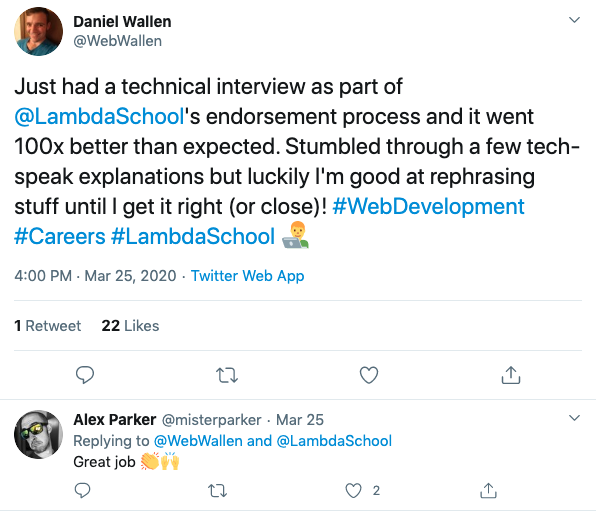 Daniel Wallen
@WebWallen
Just had a technical interview as part of
@LambdaSchool's endorsement process and it went
100x better than expected. Stumbled through a few tech-
speak explanations but luckily I'm good at rephrasing
stuff until I get it right (or close)! #WebDevelopment
#Careers #LambdaSchool 👨‍💻
4:00 PM · Mar 25, 2020 · Twitter Web App
1 Retweet 22 Likes
Alex Parker @misterparker · Mar 25
Replying to @WebWallen and @LambdaSchool
Great job 👏🙌
2